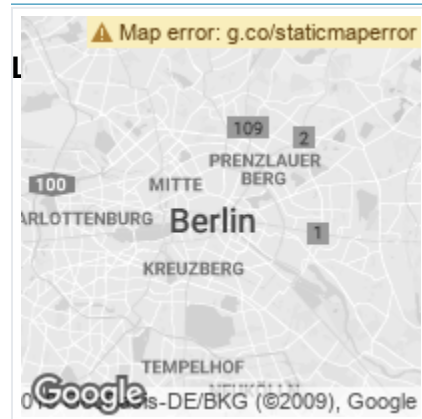 Map error: g.co/staticmaperror
L
109
2
PRENZLAUER
BERG
100
MITTE
ARLOTTENBURG
Berlin
1
KREUZBERG
TEMPELHOF
Google
is-DE/BKG (©2009), Google